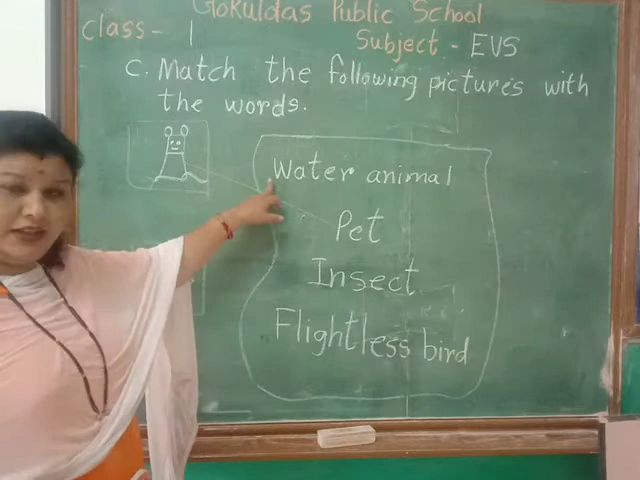 Gokuldas Public School
Class - 1
Subject - EVS
C. Match the following pictures with
the words.
Water animal
Pet
Insect
Flightless bird